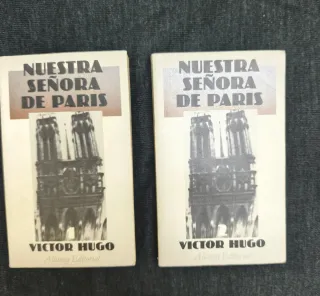 NUESTRA
SEÑORA
DE PARIS
VICTOR HUGO
Alianza Editorial
NUESTRA
SEÑORA
DE PARIS
VICTOR HUGO
Alianza Editorial